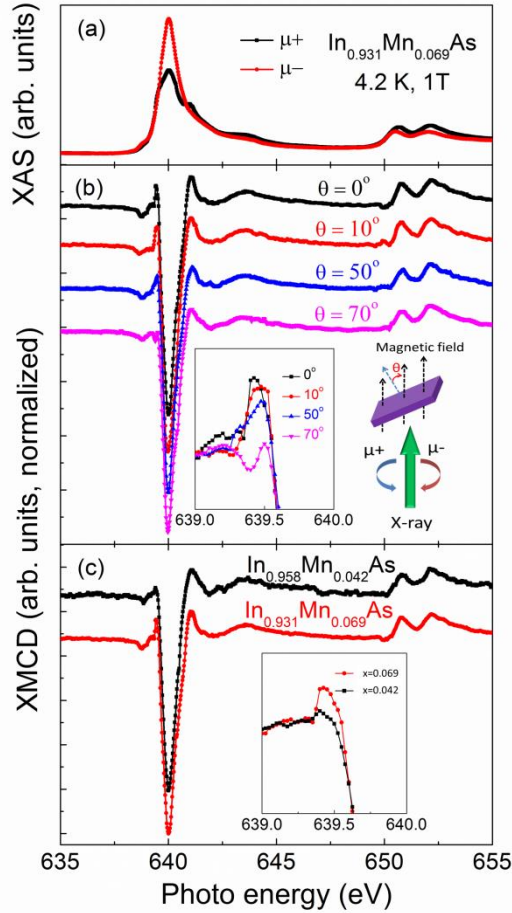 (a)
μ+
μ−
In0.931Mn0.069As
4.2 K, 1T
XAS (arb. units)
(b)
θ = 0°
θ = 10°
θ = 50°
θ = 70°
0°
10°
50°
70°
639.0 639.5 640.0
Magnetic field
θ
μ+ μ-
X-ray
XMCD (arb. units, normalized)
(c)
In0.958Mn0.042As
In0.931Mn0.069As
x=0.069
x=0.042
639.0 639.5 640.0
635 640 645 650 655
Photo energy (eV)